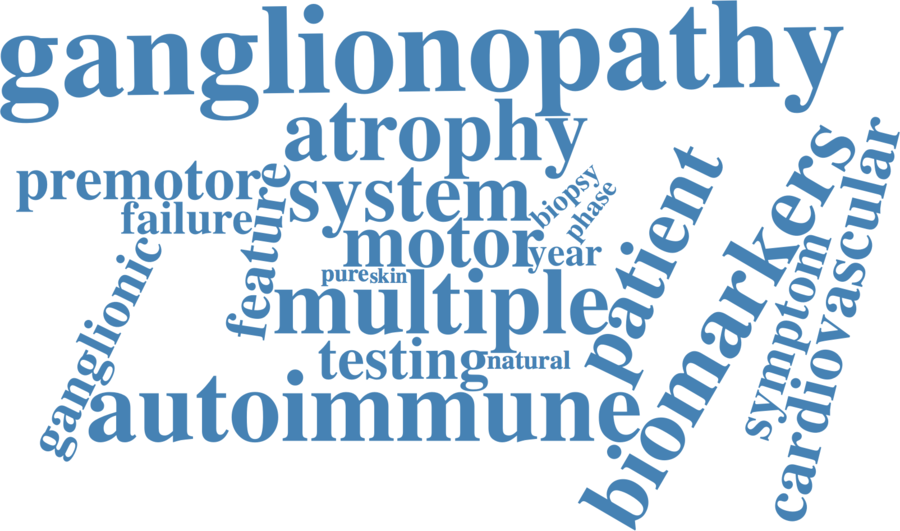 ganglionopathy
atrophy
premotor
system
biopsy
phase
failure
feature
motor
year
patient
biomarkers
cardiovascular
symptom
ganglionic
pure
skin
multiple
testing
natural
autoimmune